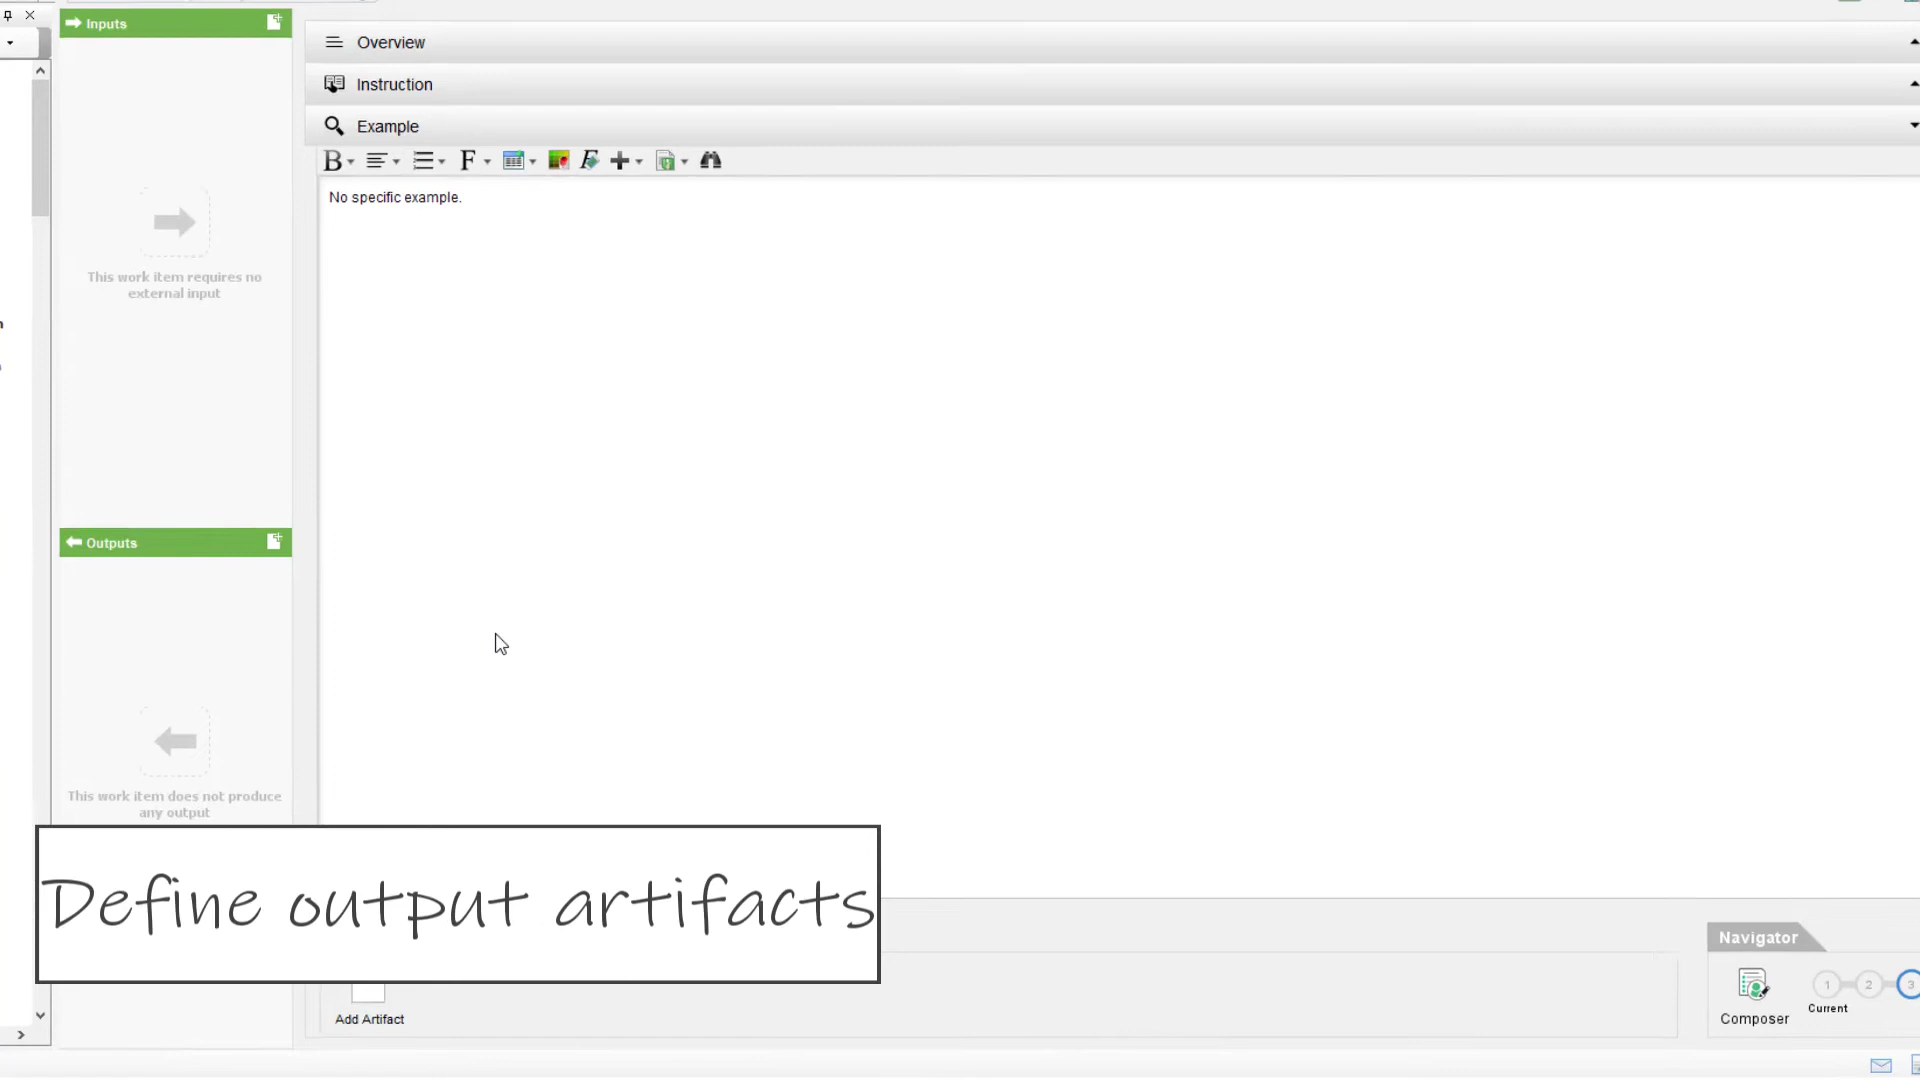 Inputs
Overview
Instruction
Example
No specific example.
This work item requires no
external input
Outputs
This work item does not produce
any output
Define output artifacts
Add Artifact
Navigator
Composer
1
2
3
Current